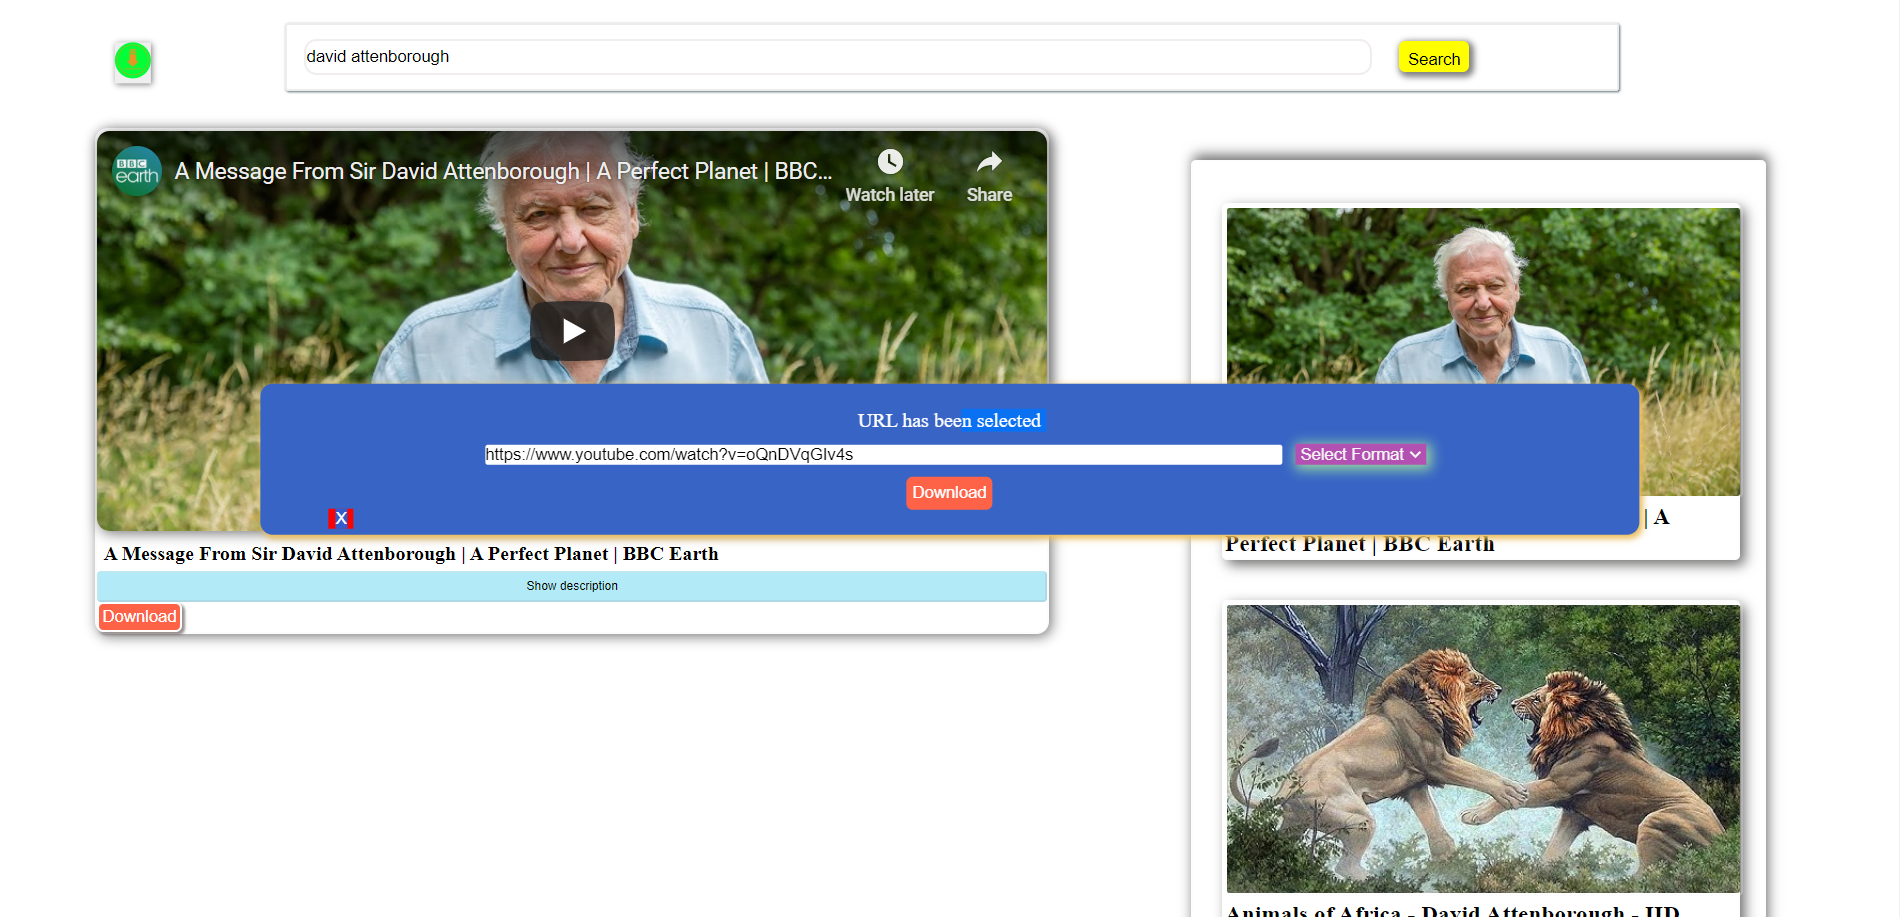 david attenborough
Search
BBC
earth
A Message From Sir David Attenborough | A Perfect Planet | BBC...
Watch later
Share
URL has been selected
https://www.youtube.com/watch?v=oQnDVqGIv4s
Select Format
Download
X
A Message From Sir David Attenborough | A Perfect Planet | BBC Earth
Show description
Download
| A
Perfect Planet | BBC Earth
Animals of Africa - David Attenborough - HD